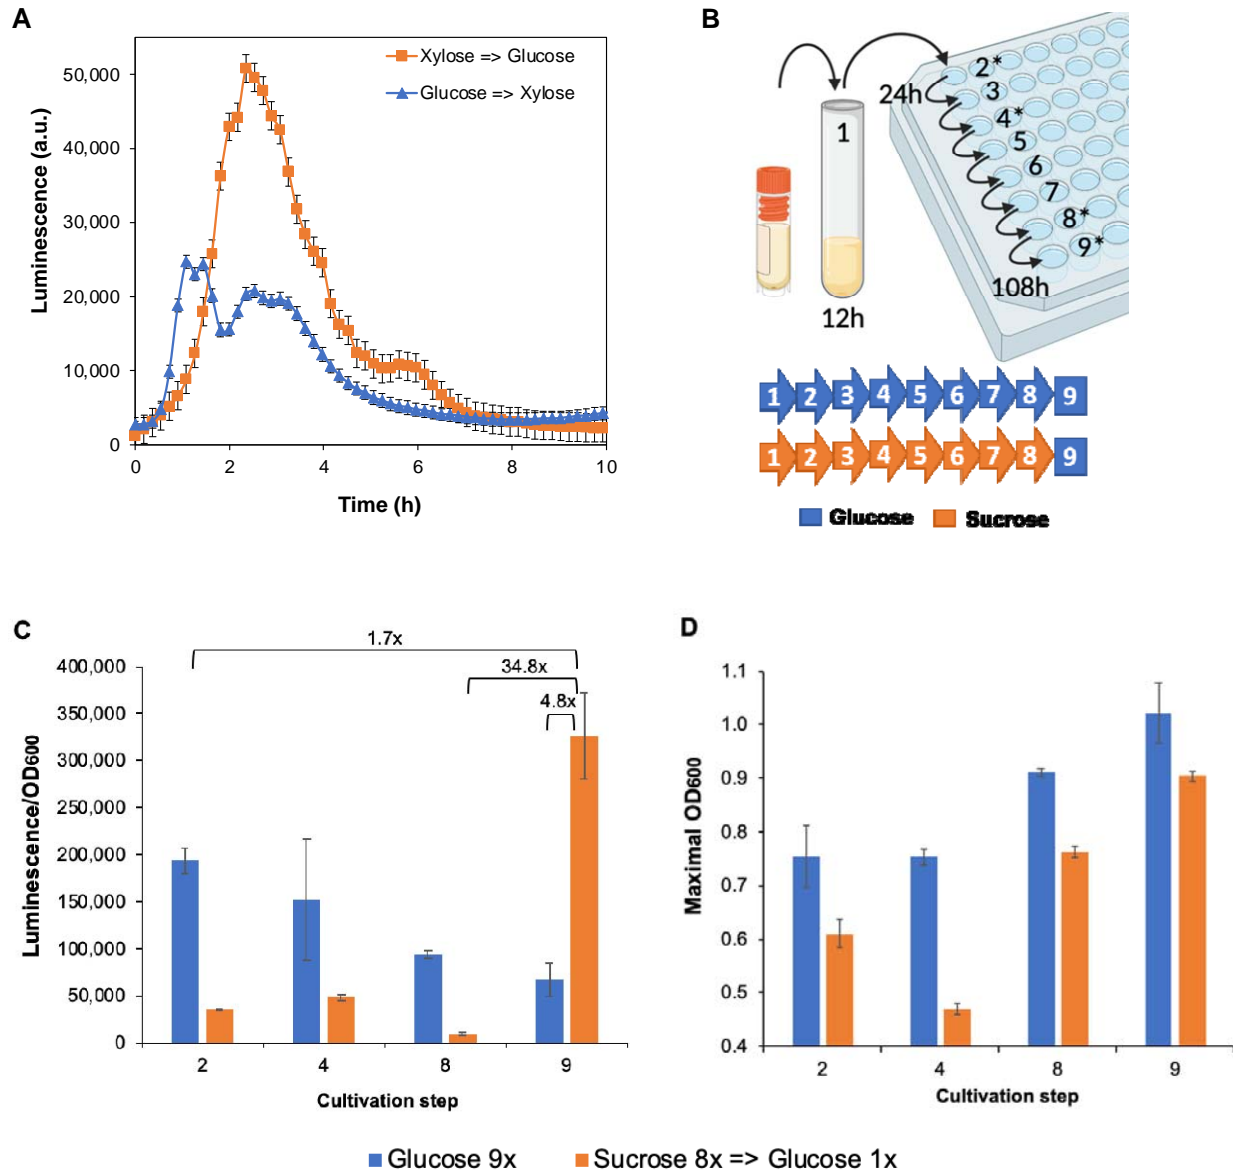 A
Luminescence (a.u.)
50,000
40,000
30,000
20,000
10,000
0
Xylose => Glucose
Glucose => Xylose
0 2 4 6 8 10
Time (h)
B
1
12h
24h
2*
3
4*
5
6
7
8*
9*
108h
1 2 3 4 5 6 7 8 9
1 2 3 4 5 6 7 8 9
Glucose Sucrose
C
Luminescence/OD600
400,000
350,000
300,000
250,000
200,000
150,000
100,000
50,000
0
1.7x
34.8x
4.8x
2 4 8 9
Cultivation step
D
Maximal OD600
1.1
1.0
0.9
0.8
0.7
0.6
0.5
0.4
2 4 8 9
Cultivation step
Glucose 9x Sucrose 8x => Glucose 1x